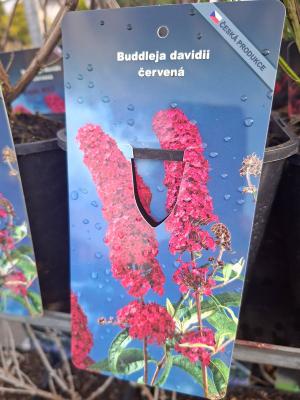 Buddleja davidii
červená
ČESKÁ PRODUKCE